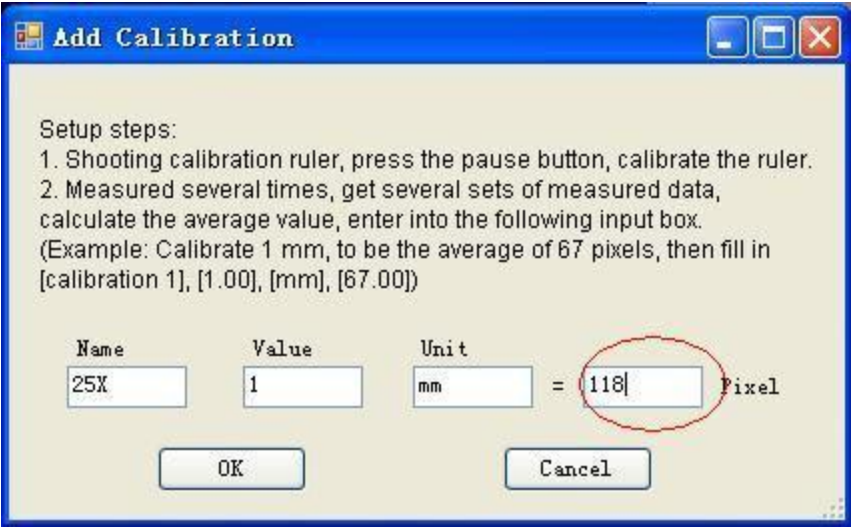 Add Calibration
Setup steps:
1. Shooting calibration ruler, press the pause button, calibrate the ruler.
2. Measured several times, get several sets of measured data,
calculate the average value, enter into the following input box.
(Example: Calibrate 1 mm, to be the average of 67 pixels, then fill in
[calibration 1], [1.00], [mm], [67.00])
Name Value Unit
25X 1 mm = 118 Pixel
OK Cancel